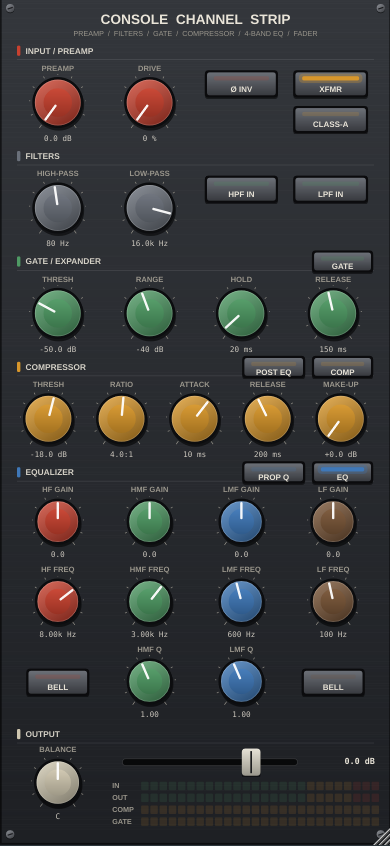 CONSOLE CHANNEL STRIP
PREAMP / FILTERS / GATE / COMPRESSOR / 4-BAND EQ / FADER
INPUT / PREAMP
PREAMP DRIVE
Ø INV XFMR
CLASS-A
0.0 dB 0 %
FILTERS
HIGH-PASS LOW-PASS
HPF IN LPF IN
80 Hz 16.0k Hz
GATE / EXPANDER GATE
THRESH RANGE HOLD RELEASE
-50.0 dB -40 dB 20 ms 150 ms
COMPRESSOR POST EQ COMP
THRESH RATIO ATTACK RELEASE MAKE-UP
-18.0 dB 4.0:1 10 ms 200 ms +0.0 dB
EQUALIZER PROP Q EQ
HF GAIN HMF GAIN LMF GAIN LF GAIN
0.0 0.0 0.0 0.0
HF FREQ HMF FREQ LMF FREQ LF FREQ
8.00k Hz 3.00k Hz 600 Hz 100 Hz
HMF Q LMF Q
BELL BELL
1.00 1.00
OUTPUT
BALANCE
0.0 dB
IN
OUT
COMP
GATE
C